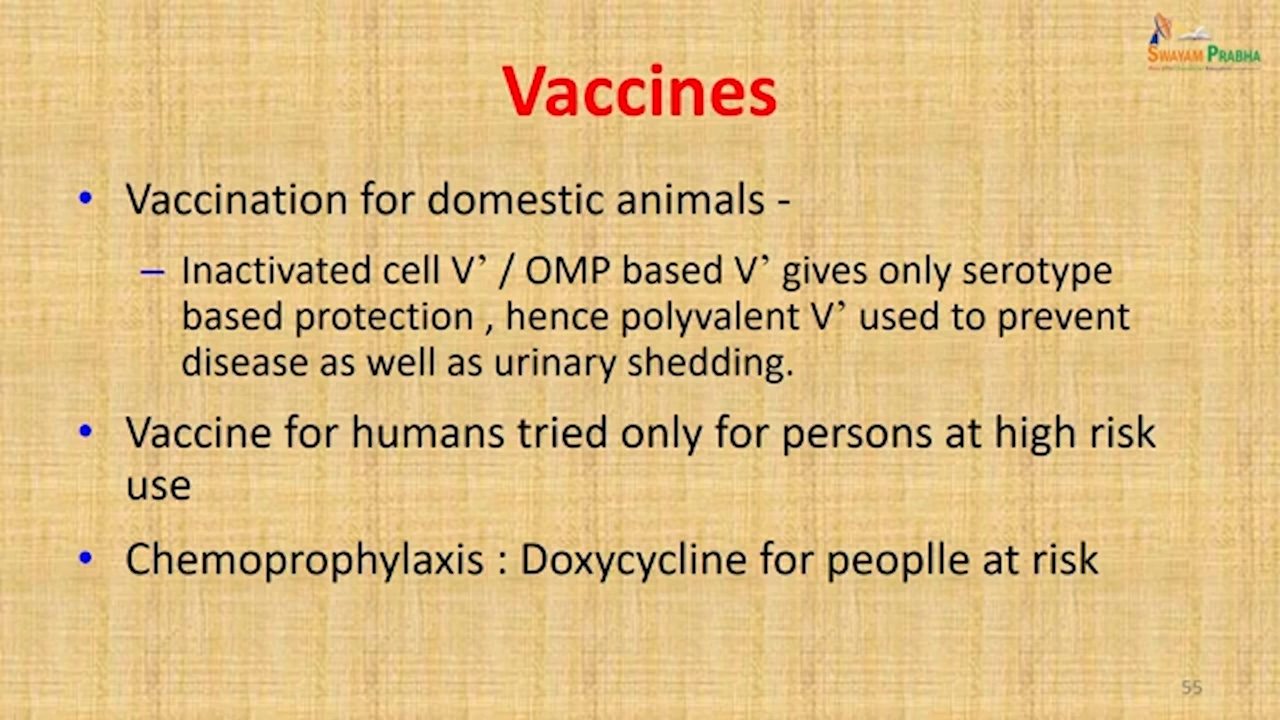 SWAYAM PRABHA
Vaccines
• Vaccination for domestic animals -
– Inactivated cell V’ / OMP based V’ gives only serotype
based protection , hence polyvalent V’ used to prevent
disease as well as urinary shedding.
• Vaccine for humans tried only for persons at high risk
use
• Chemoprophylaxis : Doxycycline for peoplle at risk
55